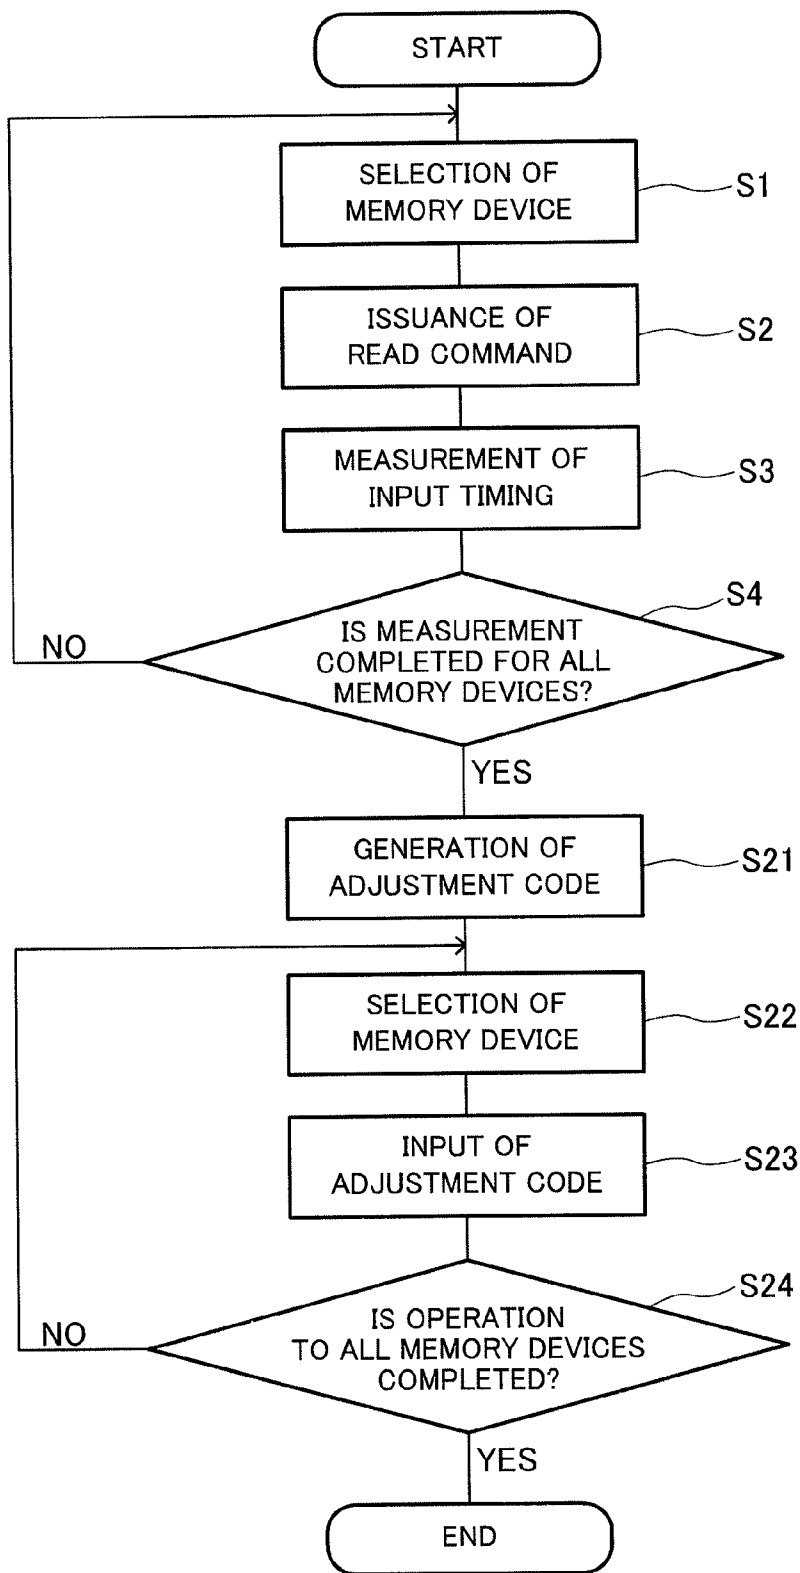 START
SELECTION OF
MEMORY DEVICE
S1
ISSUANCE OF
READ COMMAND
S2
MEASUREMENT OF
INPUT TIMING
S3
S4
IS MEASUREMENT
COMPLETED FOR ALL
MEMORY DEVICES?
NO
YES
GENERATION OF
ADJUSTMENT CODE
S21
SELECTION OF
MEMORY DEVICE
S22
INPUT OF
ADJUSTMENT CODE
S23
S24
IS OPERATION
TO ALL MEMORY DEVICES
COMPLETED?
NO
YES
END